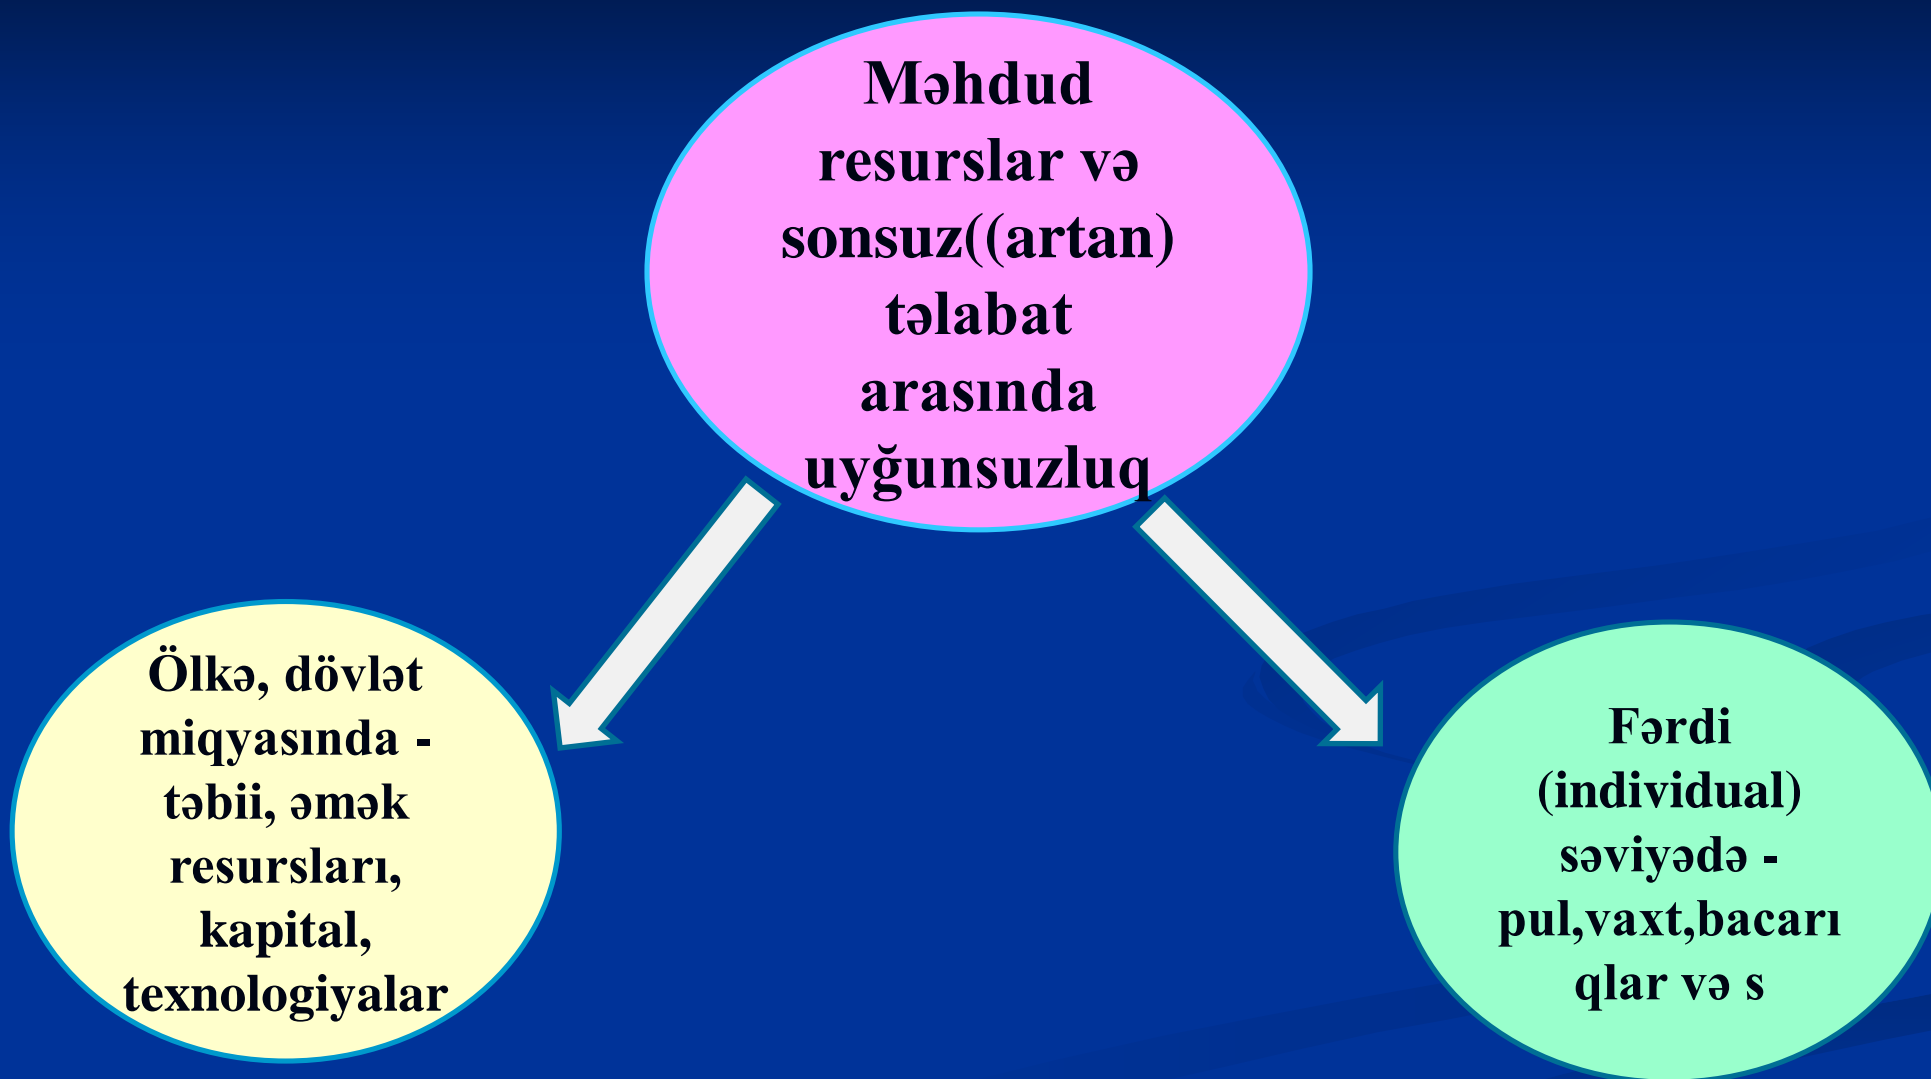 Məhdud
resurslar və
sonsuz((artan)
təlabat
arasında
uyğunsuzluq
Ölkə, dövlət
miqyasında -
təbii, əmək
resursları,
kapital,
texnologiyalar
Fərdi
(individual)
səviyədə -
pul,vaxt,bacarı
qlar və s